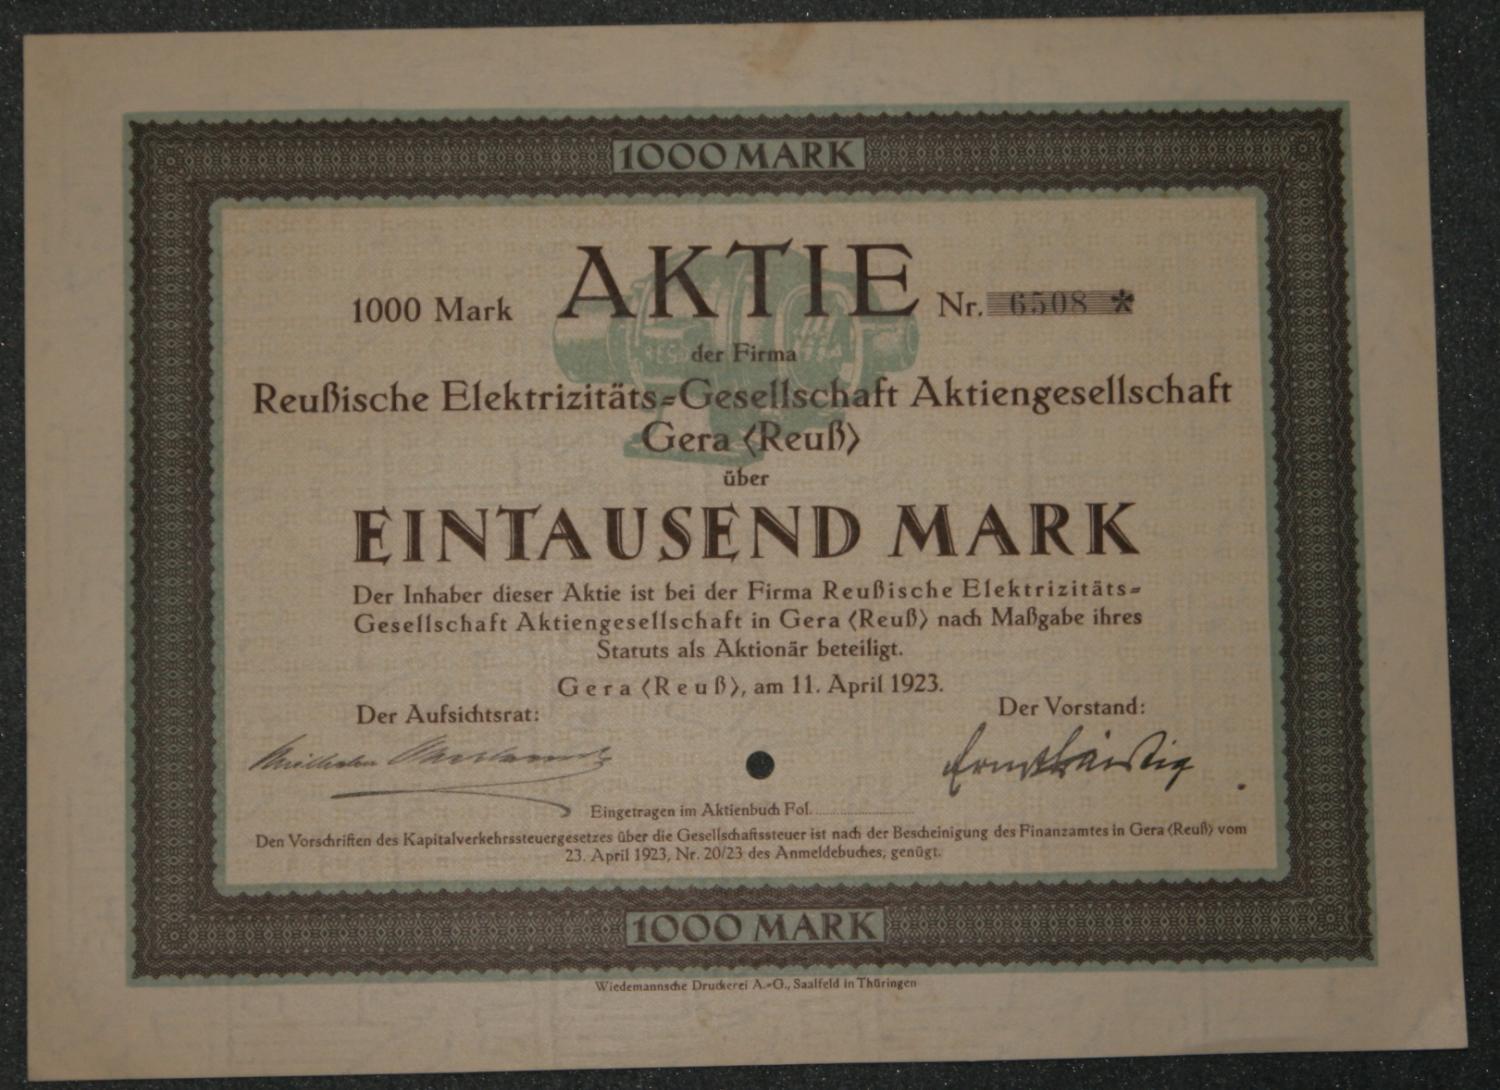 1000 MARK
1000 Mark AKTIE Nr. 6508 *
der Firma
Reußische Elektrizitäts-Gesellschaft Aktiengesellschaft
Gera (Reuß)
über
EINTAUSEND MARK
Der Inhaber dieser Aktie ist bei der Firma Reußische Elektrizitäts-
Gesellschaft Aktiengesellschaft in Gera (Reuß) nach Maßgabe ihres
Statuts als Aktionär beteiligt.
Gera (Reuß), am 11. April 1923.
Der Aufsichtsrat: Der Vorstand:
Eingetragen im Aktienbuch Fol.
Den Vorschriften des Kapitalverkehrssteuergesetzes über die Gesellschaftssteuer ist nach der Bescheinigung des Finanzamtes in Gera (Reuß) vom
23. April 1923, Nr. 20/23 des Anmeldebuches, genügt.
1000 MARK
Wiedemannsche Druckerei A.-G., Saalfeld in Thüringen